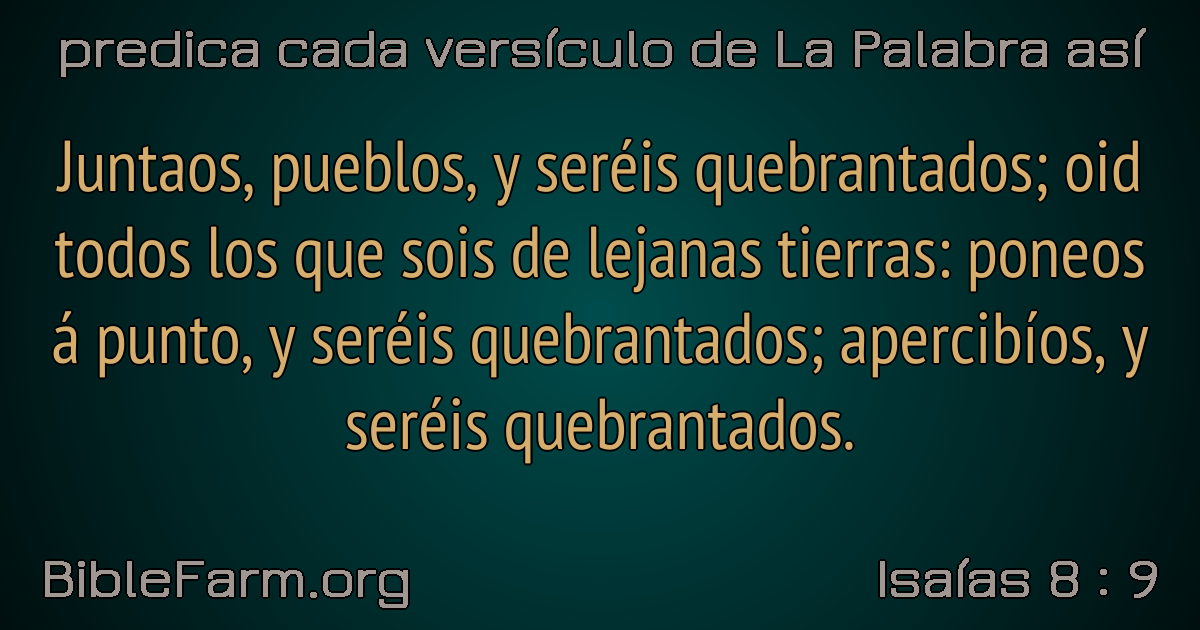 predica cada versículo de La Palabra así
Juntaos, pueblos, y seréis quebrantados; oid
todos los que sois de lejanas tierras: poneos
á punto, y seréis quebrantados; apercibíos, y
seréis quebrantados.
BibleFarm.org
Isaías 8 : 9